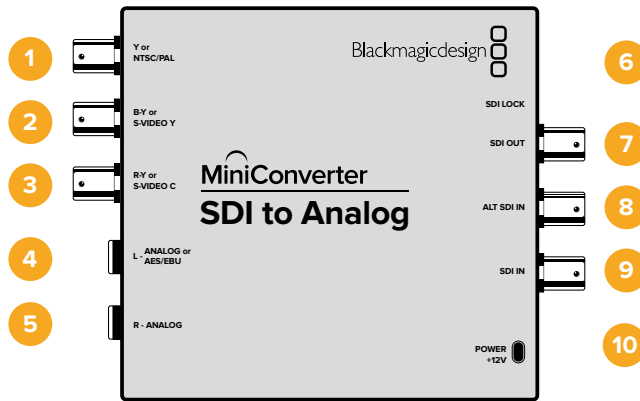 1
Y or
NTSC/PAL
2
B-Y or
S-VIDEO Y
3
R-Y or
S-VIDEO C
4
L - ANALOG or
AES/EBU
5
R - ANALOG
Blackmagicdesign
MiniConverter
SDI to Analog
SDI LOCK
6
SDI OUT
7
ALT SDI IN
8
SDI IN
9
POWER
+12V
10